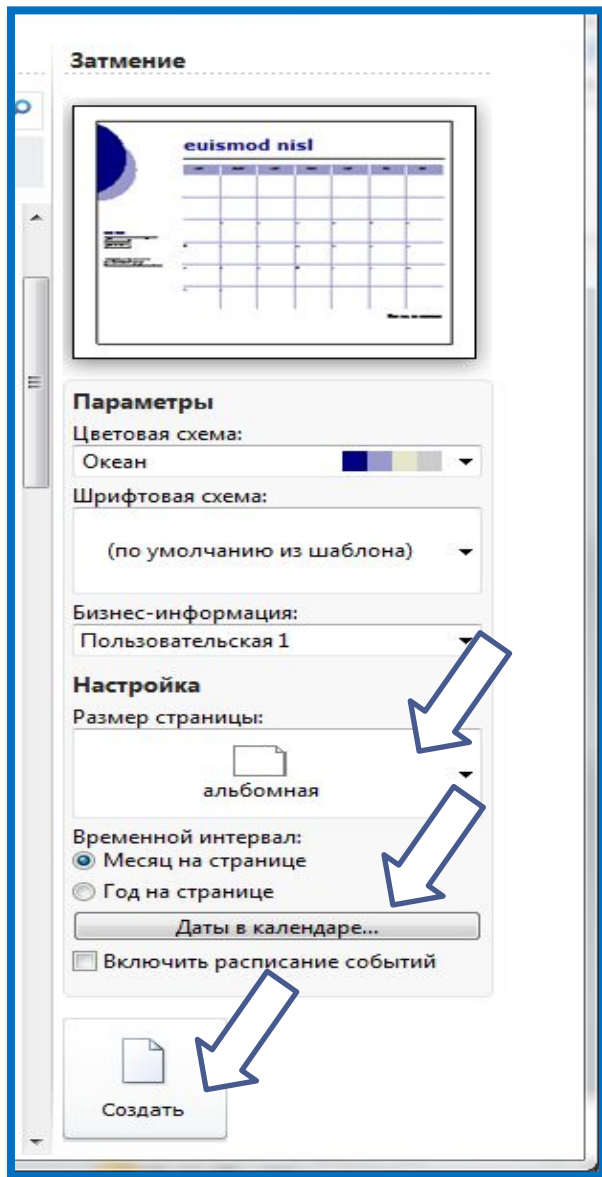 Затмение
euismod nisl
Параметры
Цветовая схема:
Океан
Шрифтовая схема:
(по умолчанию из шаблона)
Бизнес-информация:
Пользовательская 1
Настройка
Размер страницы:
альбомная
Временной интервал:
Месяц на странице
Год на странице
Даты в календаре...
Включить расписание событий
Создать